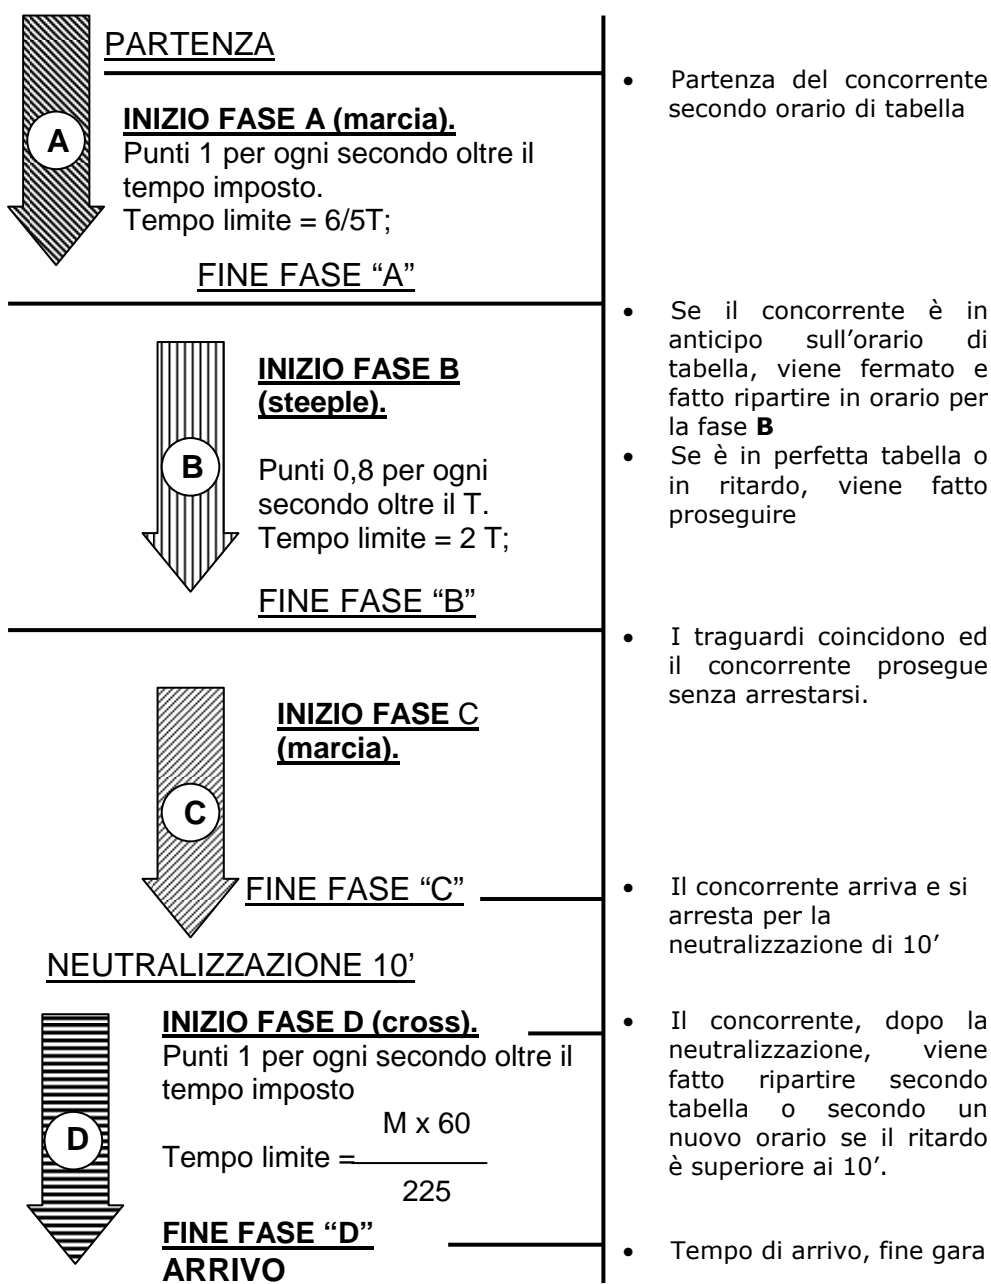 PARTENZA
• Partenza del concorrente
secondo orario di tabella
A
INIZIO FASE A (marcia).
Punti 1 per ogni secondo oltre il
tempo imposto.
Tempo limite = 6/5T;
FINE FASE “A”
• Se il concorrente è in
anticipo sull’orario di
tabella, viene fermato e
fatto ripartire in orario per
la fase B
• Se è in perfetta tabella o
in ritardo, viene fatto
proseguire
B
INIZIO FASE B
(steeple).
Punti 0,8 per ogni
secondo oltre il T.
Tempo limite = 2 T;
FINE FASE “B”
• I traguardi coincidono ed
il concorrente prosegue
senza arrestarsi.
C
INIZIO FASE C
(marcia).
FINE FASE “C”
• Il concorrente arriva e si
arresta per la
neutralizzazione di 10’
NEUTRALIZZAZIONE 10’
D
INIZIO FASE D (cross).
Punti 1 per ogni secondo oltre il
tempo imposto
M x 60
Tempo limite =
225
• Il concorrente, dopo la
neutralizzazione, viene
fatto ripartire secondo
tabella o secondo un
nuovo orario se il ritardo
è superiore ai 10’.
FINE FASE “D”
ARRIVO
• Tempo di arrivo, fine gara